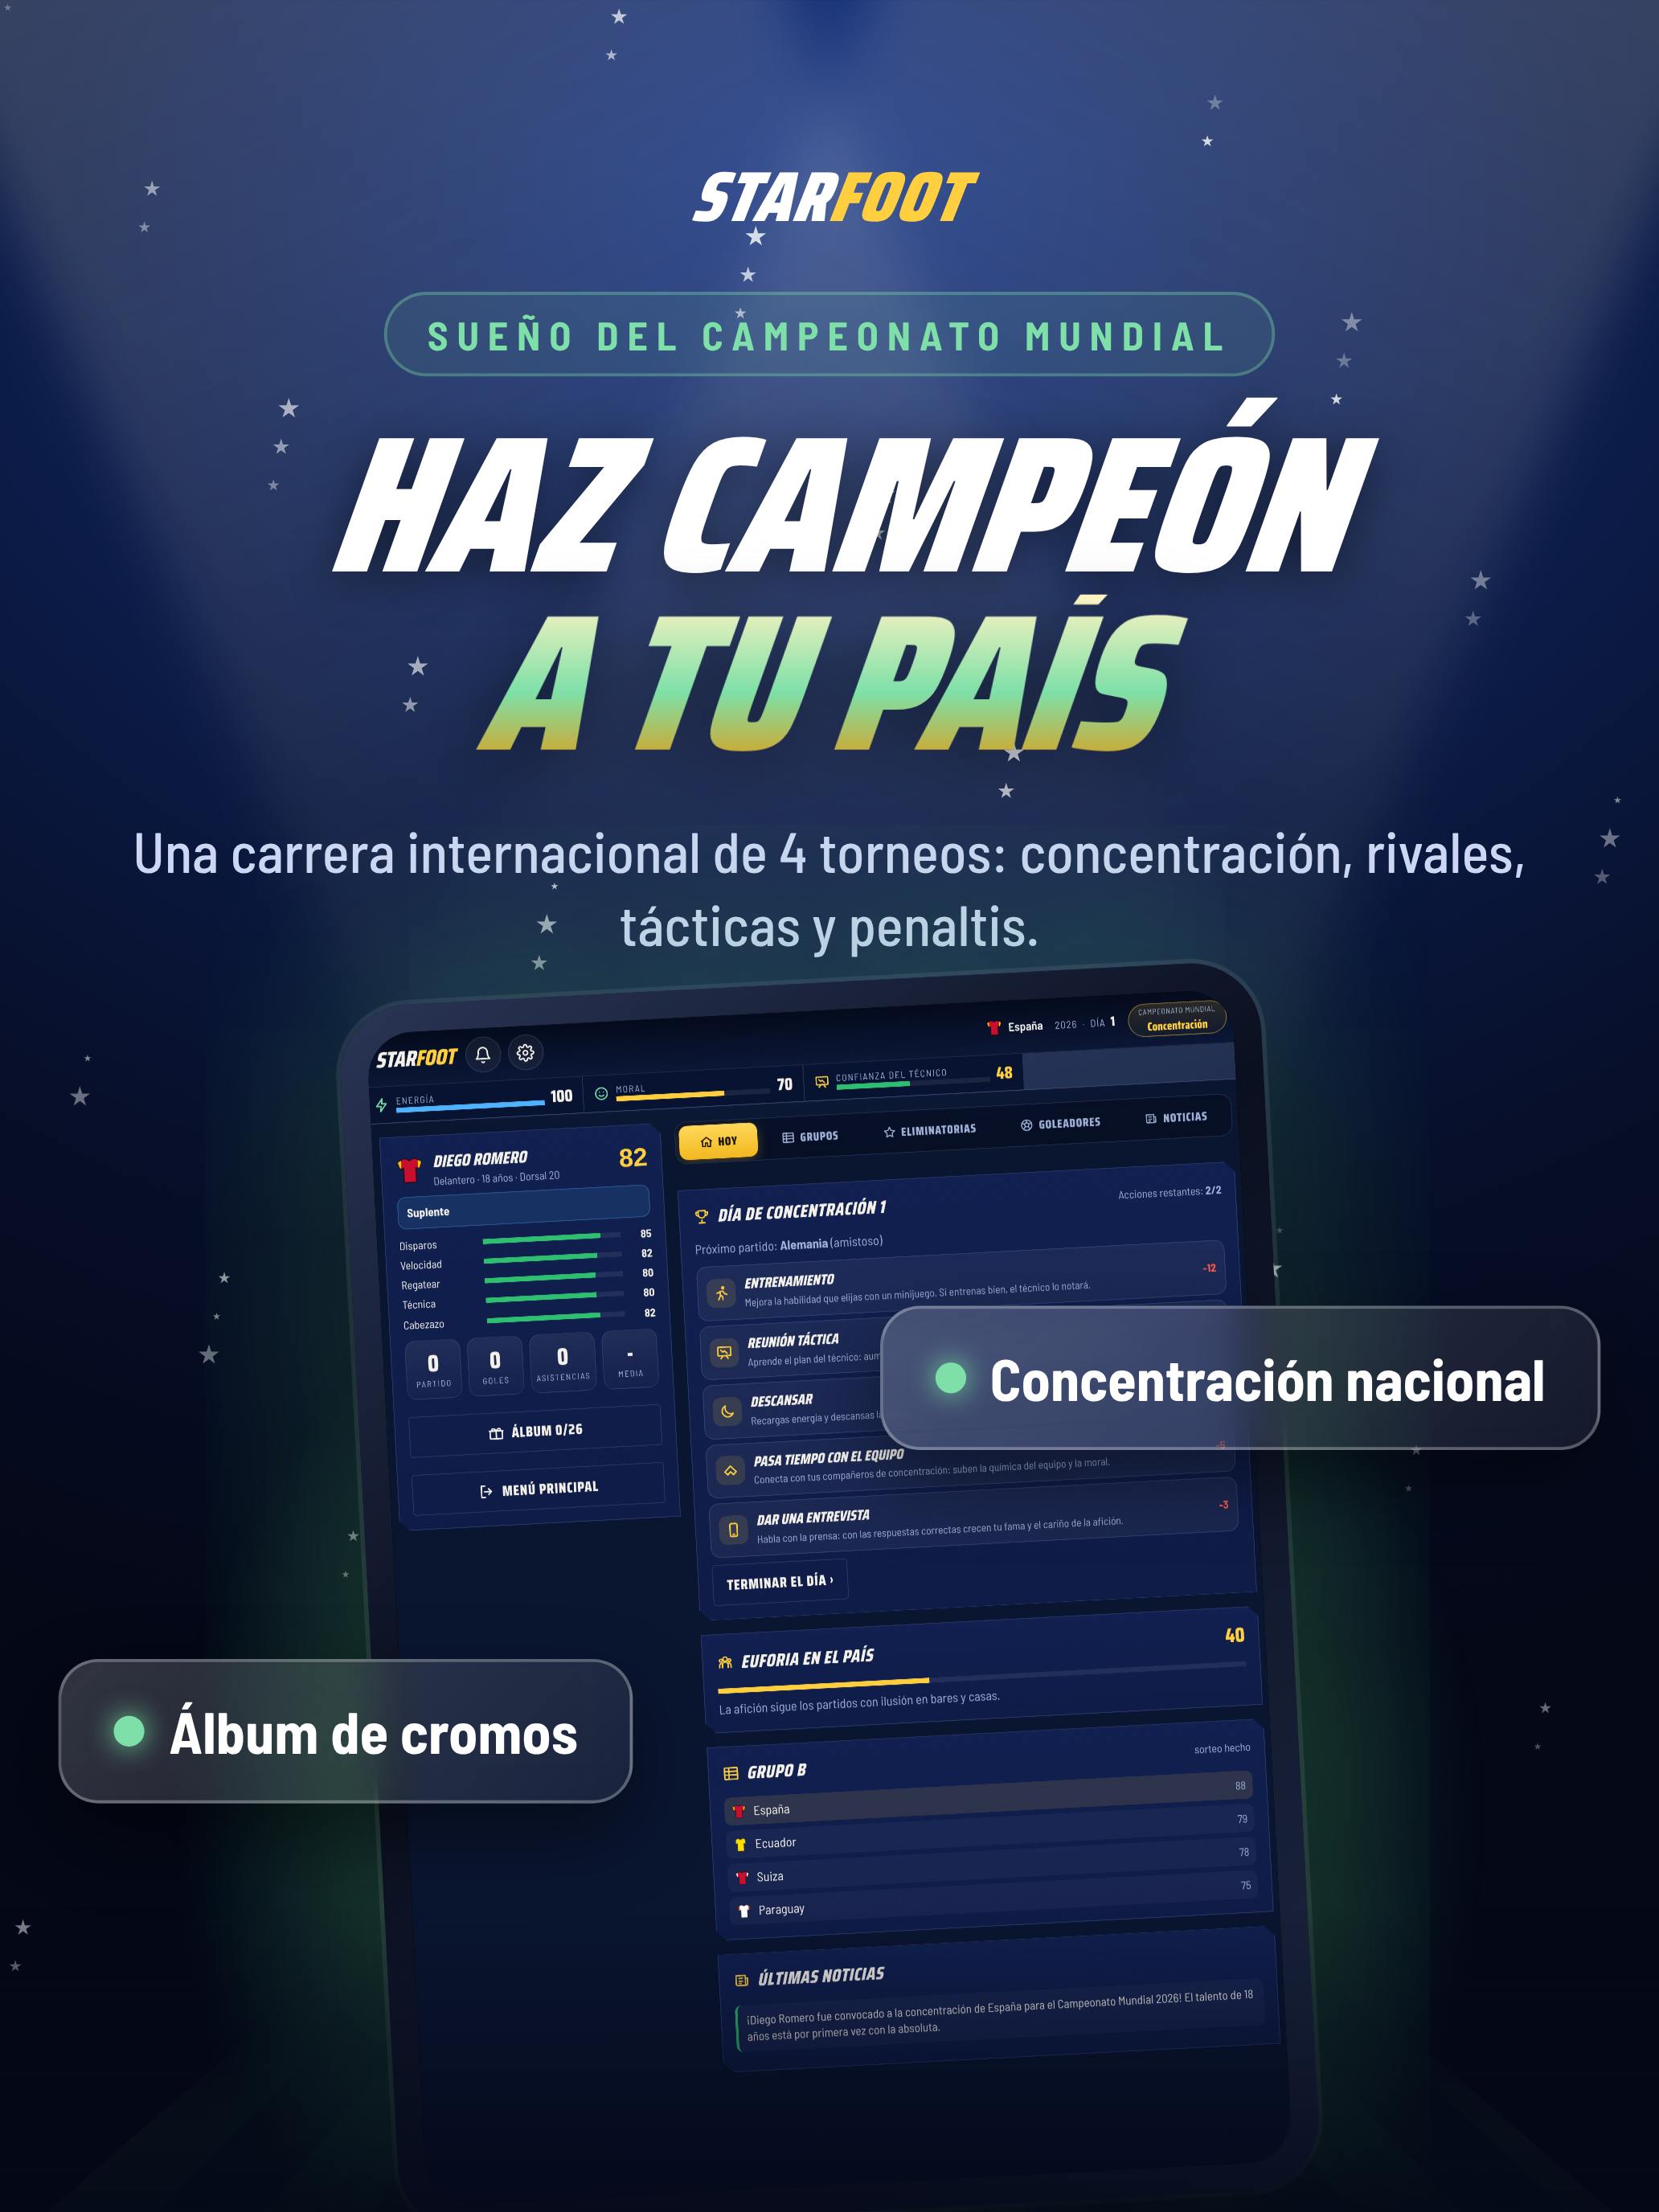 STARFOOT
SUEÑO DEL CAMPEONATO MUNDIAL
HAZ CAMPEÓN
A TU PAÍS
Una carrera internacional de 4 torneos: concentración, rivales,
tácticas y penaltis.
STARFOOT
España 2026 · DÍA 1
CAMPEONATO MUNDIAL
Concentración
ENERGÍA 100
MORAL 70
CONFIANZA DEL TÉCNICO 48
DIEGO ROMERO 82
Delantero · 18 años · Dorsal 20
Suplente
Disparos 85
Velocidad 82
Regatear 80
Técnica 80
Cabezazo 82
0 0 0 -
PARTIDO GOLES ASISTENCIAS MEDIA
ÁLBUM 0/26
MENÚ PRINCIPAL
HOY GRUPOS ELIMINATORIAS GOLEADORES NOTICIAS
DÍA DE CONCENTRACIÓN 1 Acciones restantes: 2/2
Próximo partido: Alemania (amistoso)
ENTRENAMIENTO -12
Mejora la habilidad que elijas con un minijuego. Si entrenas bien, el técnico lo notará.
REUNIÓN TÁCTICA
Aprende el plan del técnico:
DESCANSAR
Recargas energía y descansas
Concentración nacional
PASA TIEMPO CON EL EQUIPO -5
Conecta con tus compañeros de concentración: suben la química del equipo y la moral.
DAR UNA ENTREVISTA -3
Habla con la prensa: con las respuestas correctas crecen tu fama y el cariño de la afición.
TERMINAR EL DÍA ›
EUFORIA EN EL PAÍS 40
La afición sigue los partidos con ilusión en bares y casas.
Álbum de cromos
GRUPO B sorteo hecho
España 88
Ecuador 79
Suiza 78
Paraguay 75
ÚLTIMAS NOTICIAS
¡Diego Romero fue convocado a la concentración de España para el Campeonato Mundial 2026! El talento de 18
años está por primera vez con la absoluta.